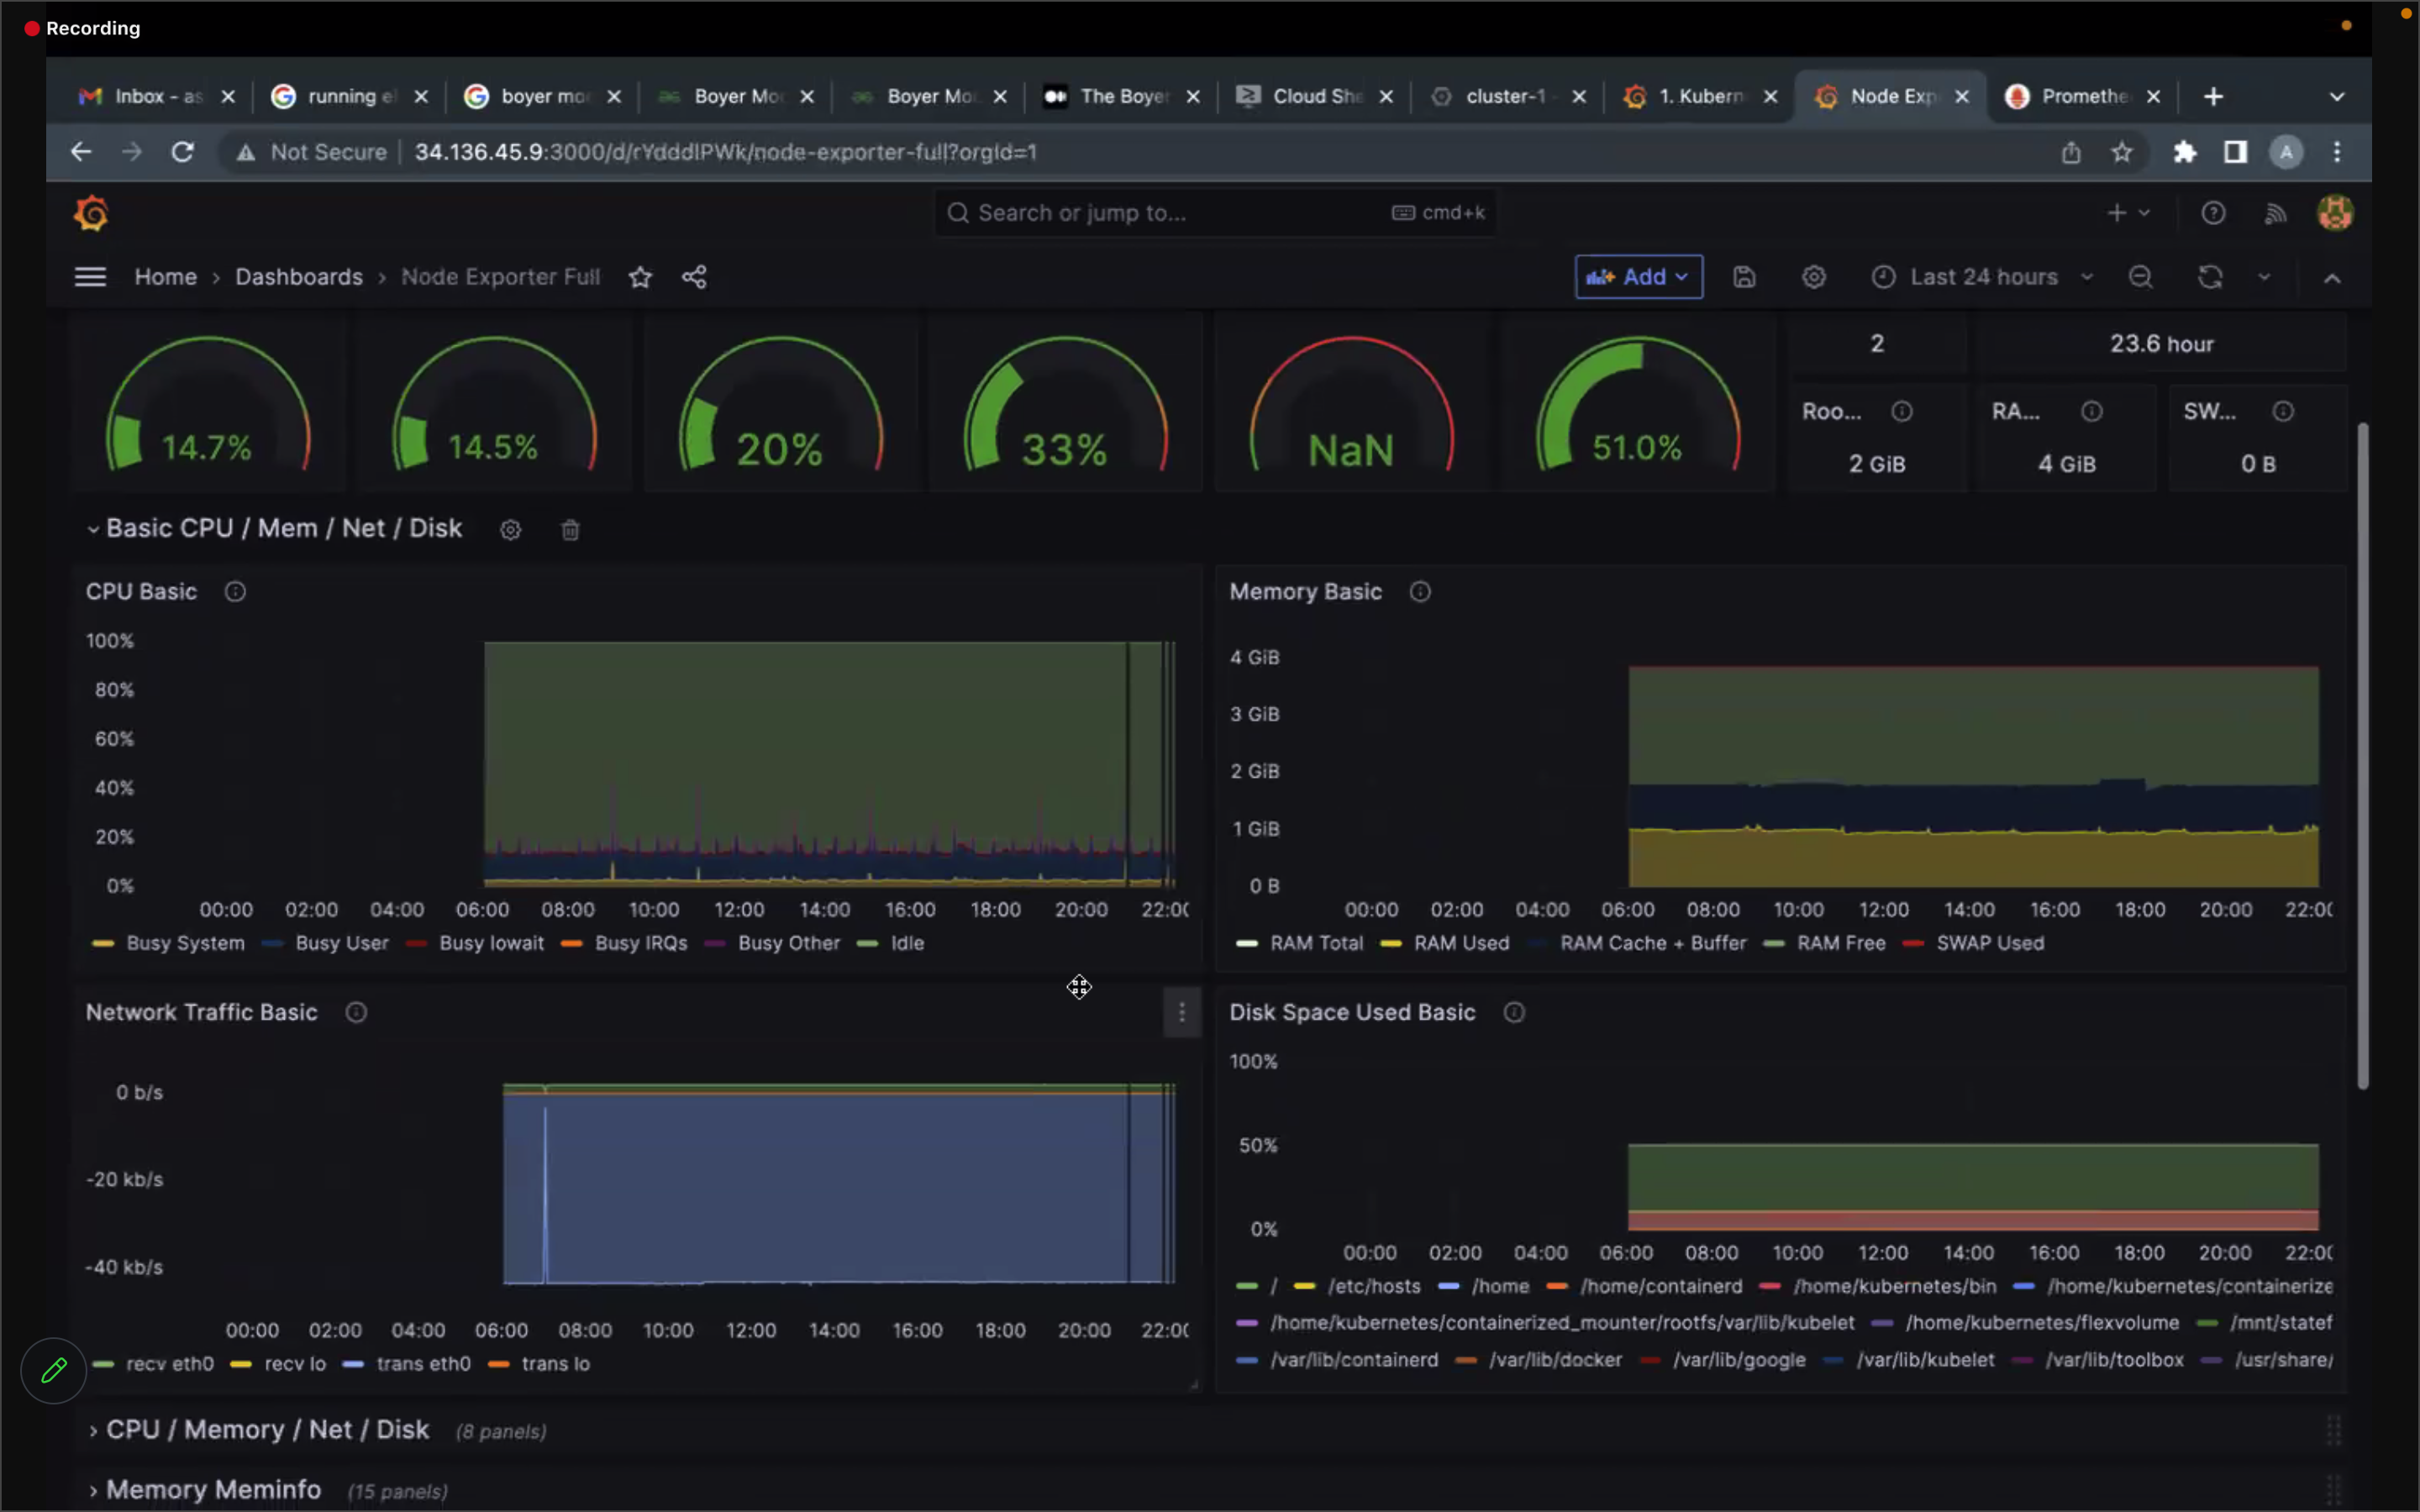 Recording
Inbox - as
running el
boyer mo
Boyer Mo
Boyer Mo
The Boyer
Cloud She
cluster-1 -
1. Kubern
Node Exp
Promethe
Not Secure 34.136.45.9:3000/d/rYdddlPWk/node-exporter-full?orgId=1 A
Search or jump to... cmd+k
Home › Dashboards › Node Exporter Full Add Last 24 hours
14.7% 14.5% 20% 33% NaN 51.0%
2 23.6 hour
Roo... RA... SW...
2 GiB 4 GiB 0 B
Basic CPU / Mem / Net / Disk
CPU Basic
100%
80%
60%
40%
20%
0%
00:00 02:00 04:00 06:00 08:00 10:00 12:00 14:00 16:00 18:00 20:00 22:00
Busy System Busy User Busy Iowait Busy IRQs Busy Other Idle
Memory Basic
4 GiB
3 GiB
2 GiB
1 GiB
0 B
00:00 02:00 04:00 06:00 08:00 10:00 12:00 14:00 16:00 18:00 20:00 22:00
RAM Total RAM Used RAM Cache + Buffer RAM Free SWAP Used
Network Traffic Basic
0 b/s
-20 kb/s
-40 kb/s
00:00 02:00 04:00 06:00 08:00 10:00 12:00 14:00 16:00 18:00 20:00 22:00
recv eth0 recv lo trans eth0 trans lo
Disk Space Used Basic
100%
50%
0%
00:00 02:00 04:00 06:00 08:00 10:00 12:00 14:00 16:00 18:00 20:00 22:00
/ /etc/hosts /home /home/containerd /home/kubernetes/bin /home/kubernetes/containerize
/home/kubernetes/containerized_mounter/rootfs/var/lib/kubelet /home/kubernetes/flexvolume /mnt/statef
/var/lib/containerd /var/lib/docker /var/lib/google /var/lib/kubelet /var/lib/toolbox /usr/share/
CPU / Memory / Net / Disk (8 panels)
Memory Meminfo (15 panels)